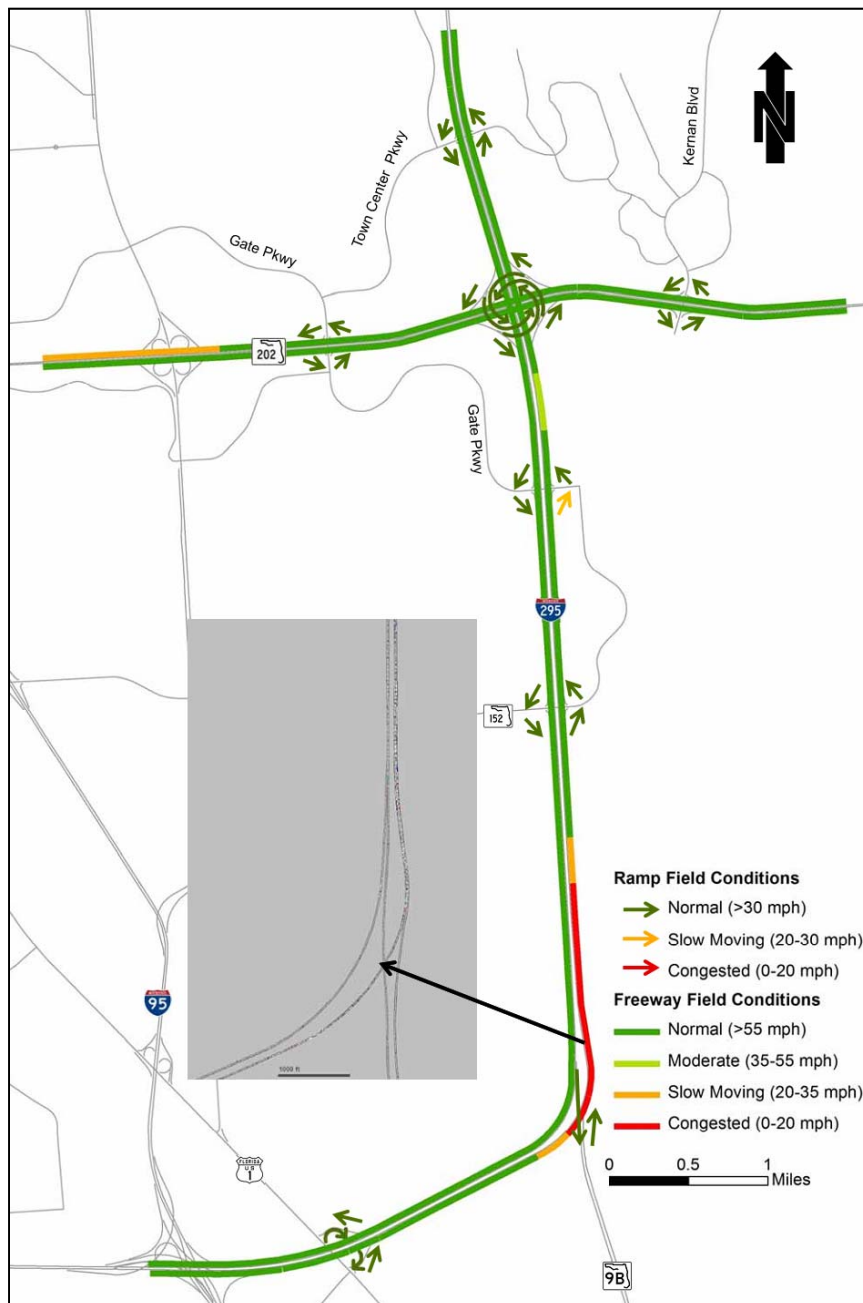 N
Kernan Blvd
Town Center Pkwy
Gate Pkwy
202
Gate Pkwy
295
152
Ramp Field Conditions
Normal (>30 mph)
Slow Moving (20-30 mph)
Congested (0-20 mph)
Freeway Field Conditions
Normal (>55 mph)
Moderate (35-55 mph)
Slow Moving (20-35 mph)
Congested (0-20 mph)
0 0.5 1
Miles
95
FLORIDA
US
1
9B